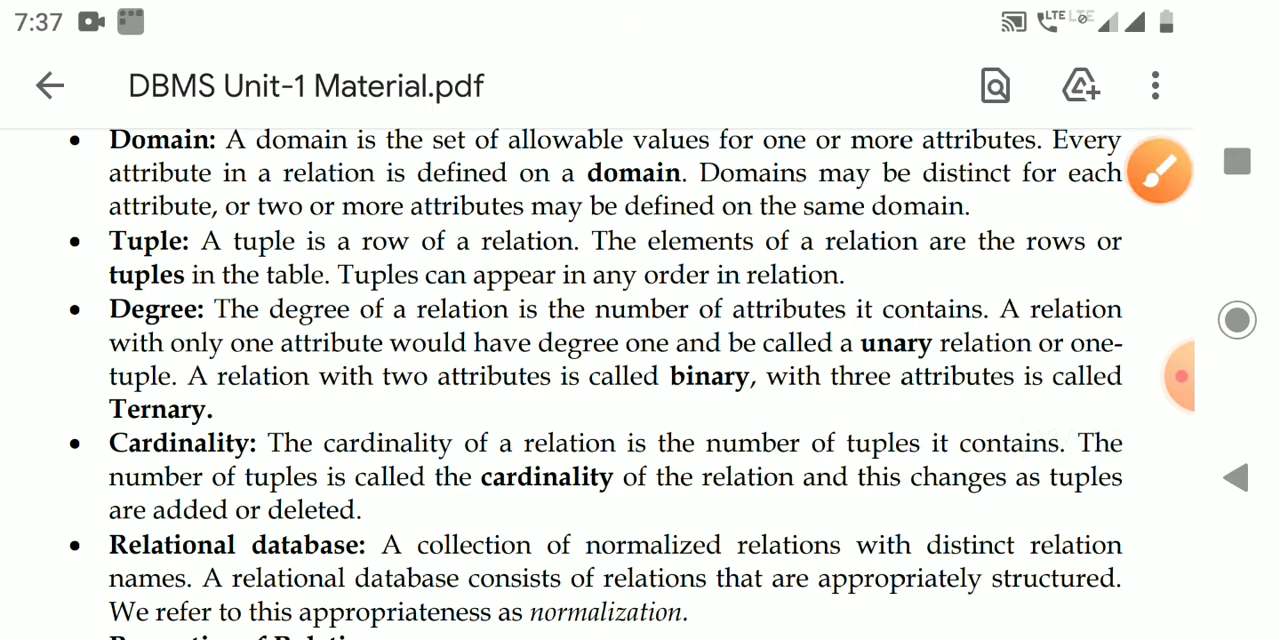 7:37
LTE LTE
DBMS Unit-1 Material.pdf
• Domain: A domain is the set of allowable values for one or more attributes. Every
attribute in a relation is defined on a domain. Domains may be distinct for each
attribute, or two or more attributes may be defined on the same domain.
• Tuple: A tuple is a row of a relation. The elements of a relation are the rows or
tuples in the table. Tuples can appear in any order in relation.
• Degree: The degree of a relation is the number of attributes it contains. A relation
with only one attribute would have degree one and be called a unary relation or one-
tuple. A relation with two attributes is called binary, with three attributes is called
Ternary.
• Cardinality: The cardinality of a relation is the number of tuples it contains. The
number of tuples is called the cardinality of the relation and this changes as tuples
are added or deleted.
• Relational database: A collection of normalized relations with distinct relation
names. A relational database consists of relations that are appropriately structured.
We refer to this appropriateness as normalization.